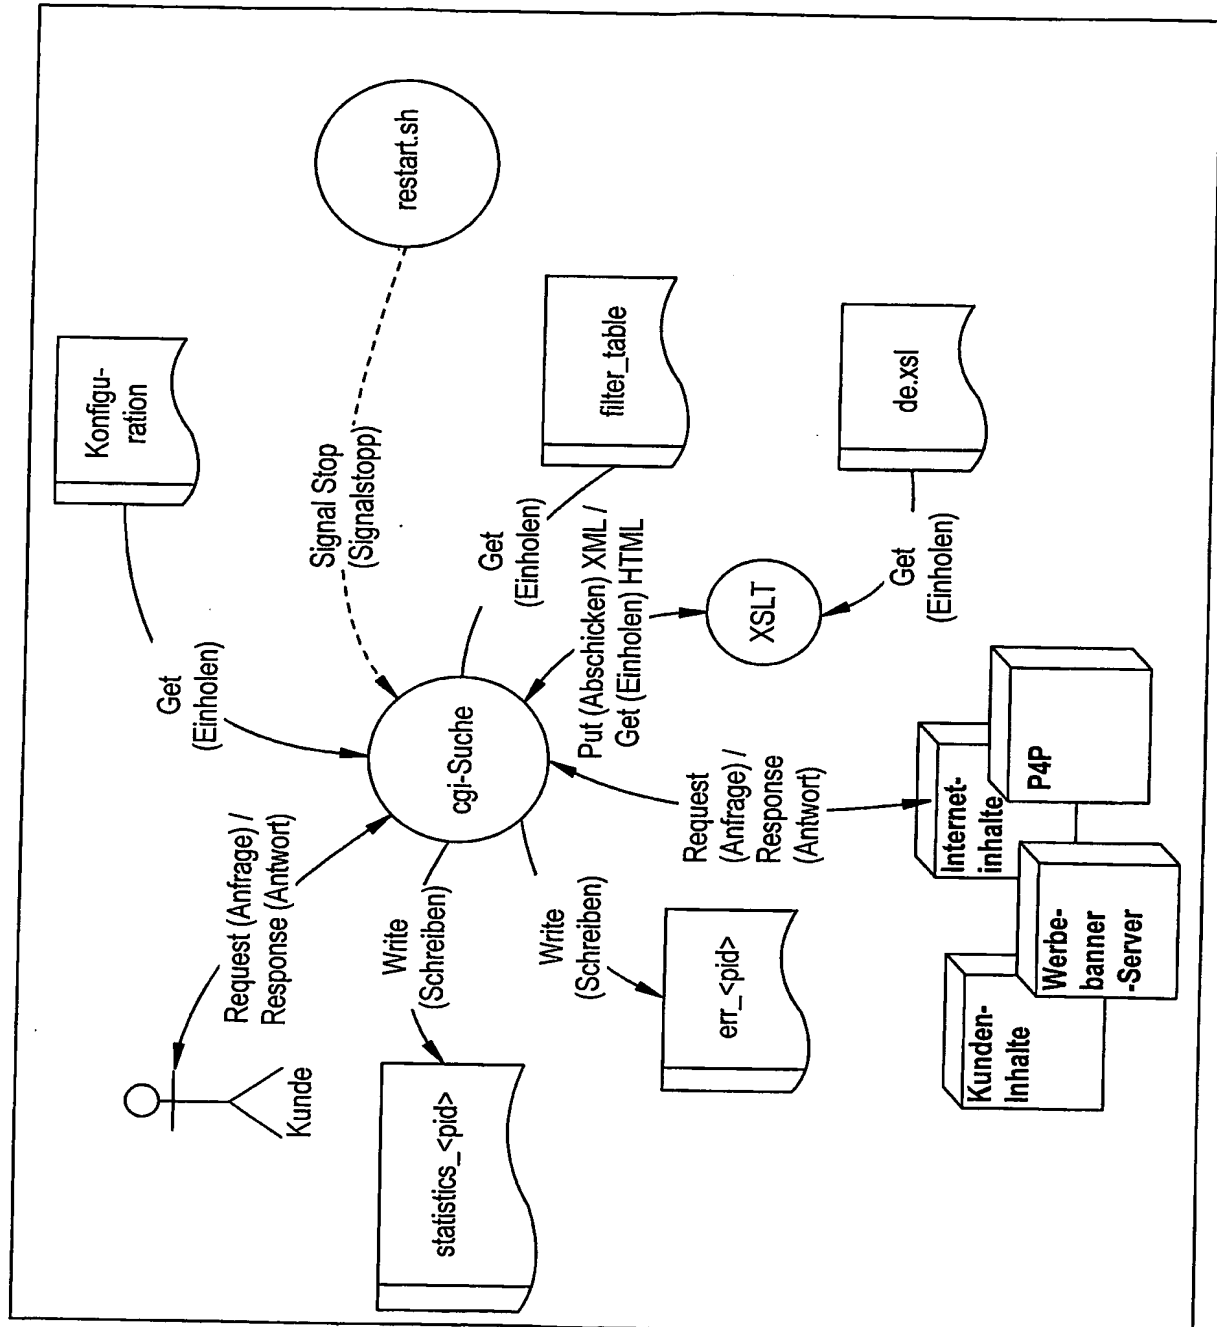 Kunde
Request (Anfrage) /
Response (Antwort)
Get
(Einholen)
Konfigu-
ration
statistics_<pid>
Write
(Schreiben)
cgi-Suche
Signal Stop
(Signalstopp)
restart.sh
Get
(Einholen)
filter_table
err_<pid>
Write
(Schreiben)
Put (Abschicken) XML /
Get (Einholen) HTML
Request
(Anfrage) /
Response
(Antwort)
XSLT
Get
(Einholen)
de.xsl
Kunden-
Inhalte
Werbe-
banner
-Server
Internet-
inhalte
P4P